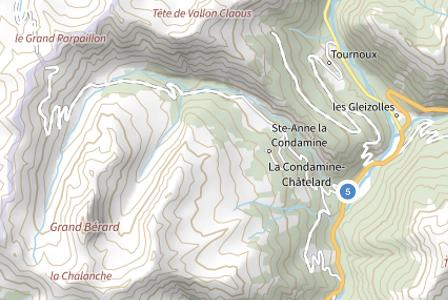 Tête de Vallon Claous
le Grand Parpaillon
Tournoux
les Gleizolles
Ste-Anne la
Condamine
La Condamine-
Châtelard
5
Grand Bérard
la Chalanche
T